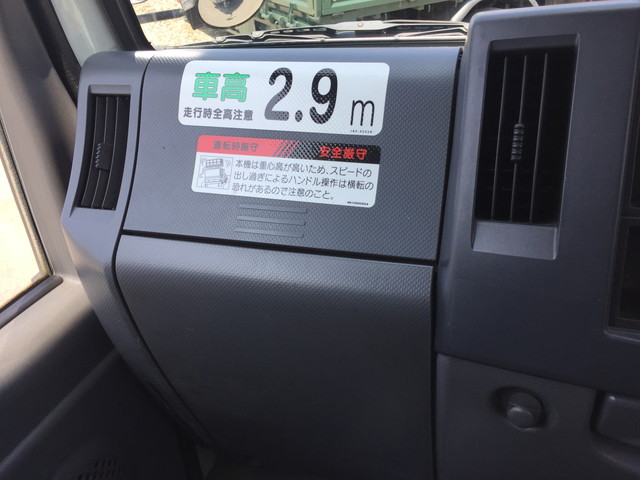 車高 2.9 m
走行時全高注意
運転時厳守 安全厳守
本機は重心高が高いため、スピードの
出し過ぎによるハンドル操作は横転の
恐れがあるので注意のこと。